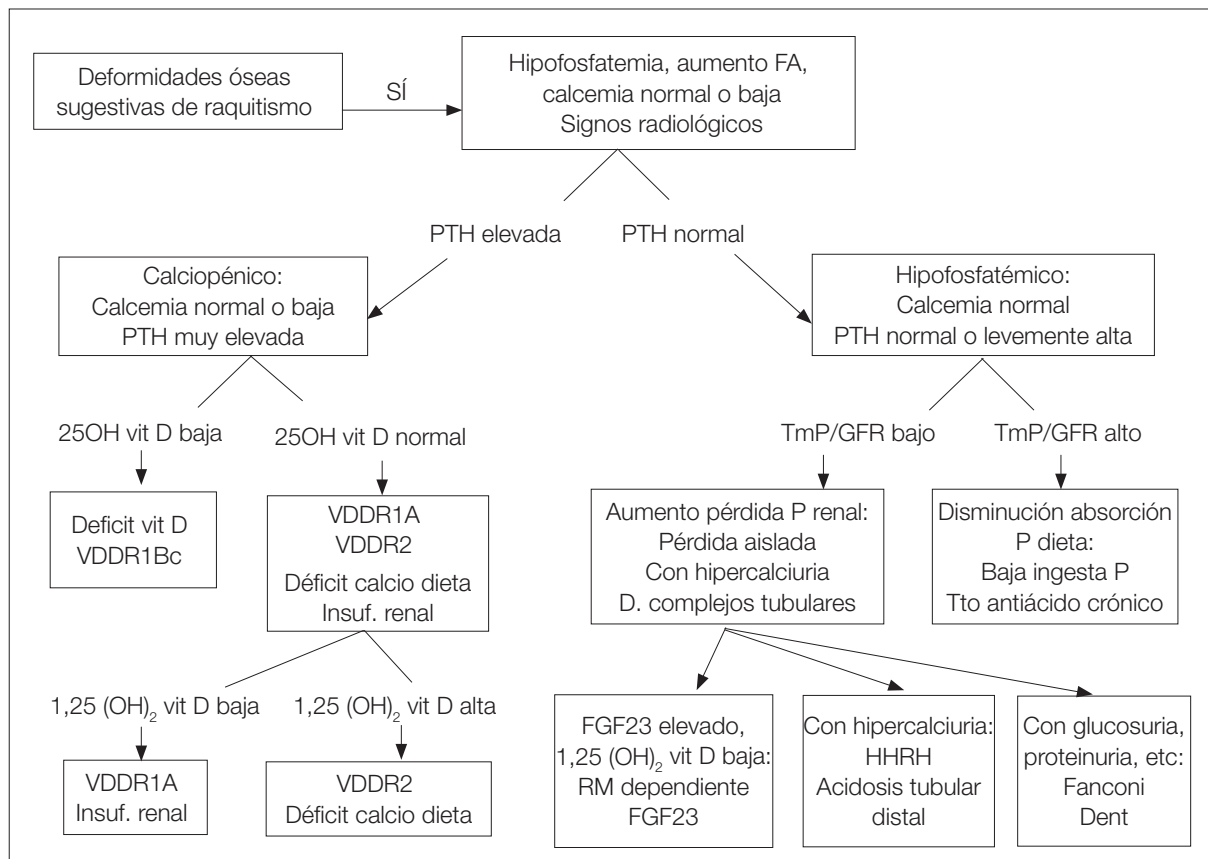 Deformidades óseas
sugestivas de raquitismo
SÍ
Hipofosfatemia, aumento FA,
calcemia normal o baja
Signos radiológicos
PTH elevada
PTH normal
Calciopénico:
Calcemia normal o baja
PTH muy elevada
Hipofosfatémico:
Calcemia normal
PTH normal o levemente alta
25OH vit D baja
25OH vit D normal
TmP/GFR bajo
TmP/GFR alto
Deficit vit D
VDDR1Bc
VDDR1A
VDDR2
Déficit calcio dieta
Insuf. renal
Aumento pérdida P renal:
Pérdida aislada
Con hipercalciuria
D. complejos tubulares
Disminución absorción
P dieta:
Baja ingesta P
Tto antiácido crónico
1,25 (OH)₂ vit D baja
1,25 (OH)₂ vit D alta
VDDR1A
Insuf. renal
VDDR2
Déficit calcio dieta
FGF23 elevado,
1,25 (OH)₂ vit D baja:
RM dependiente
FGF23
Con hipercalciuria:
HHRH
Acidosis tubular
distal
Con glucosuria,
proteinuria, etc:
Fanconi
Dent